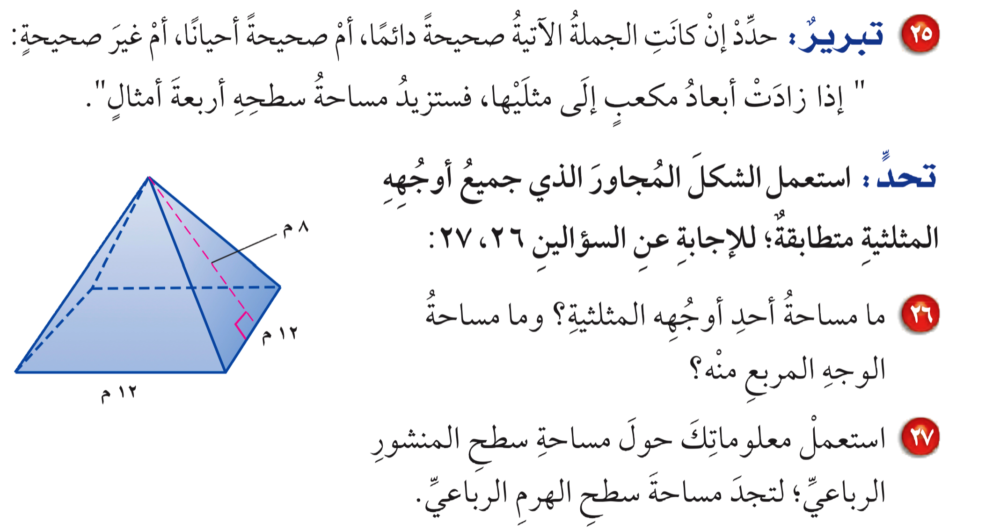 ٢٥ تبريرٌ: حدِّدْ إنْ كانَتِ الجملةُ الآتيةُ صحيحةً دائمًا، أمْ صحيحةً أحيانًا، أمْ غيرَ صحيحةٍ:
" إذا زادَتْ أبعادُ مكعبٍ إلَى مثلَيْها، فستزيدُ مساحةُ سطحِهِ أربعةَ أمثالٍ".
تحدٍّ: استعمل الشكلَ المُجاورَ الذي جميعُ أوجُهِهِ
المثلثيةِ متطابقةٌ؛ للإجابةِ عنِ السؤالينِ ٢٦، ٢٧:
٨ م
١٢ م
١٢ م
٢٦ ما مساحةُ أحدِ أوجُهِه المثلثيةِ؟ وما مساحةُ
الوجهِ المربعِ منْه؟
٢٧ استعملْ معلوماتِكَ حولَ مساحةِ سطحِ المنشورِ
الرباعيِّ؛ لتجدَ مساحةَ سطحِ الهرمِ الرباعيِّ.